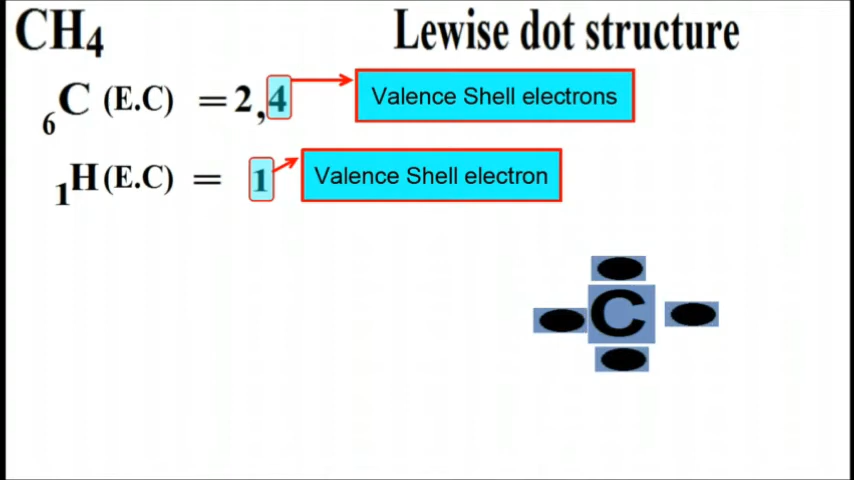 CH4 Lewise dot structure
6C (E.C) = 2,4 Valence Shell electrons
1H (E.C) = 1 Valence Shell electron
C